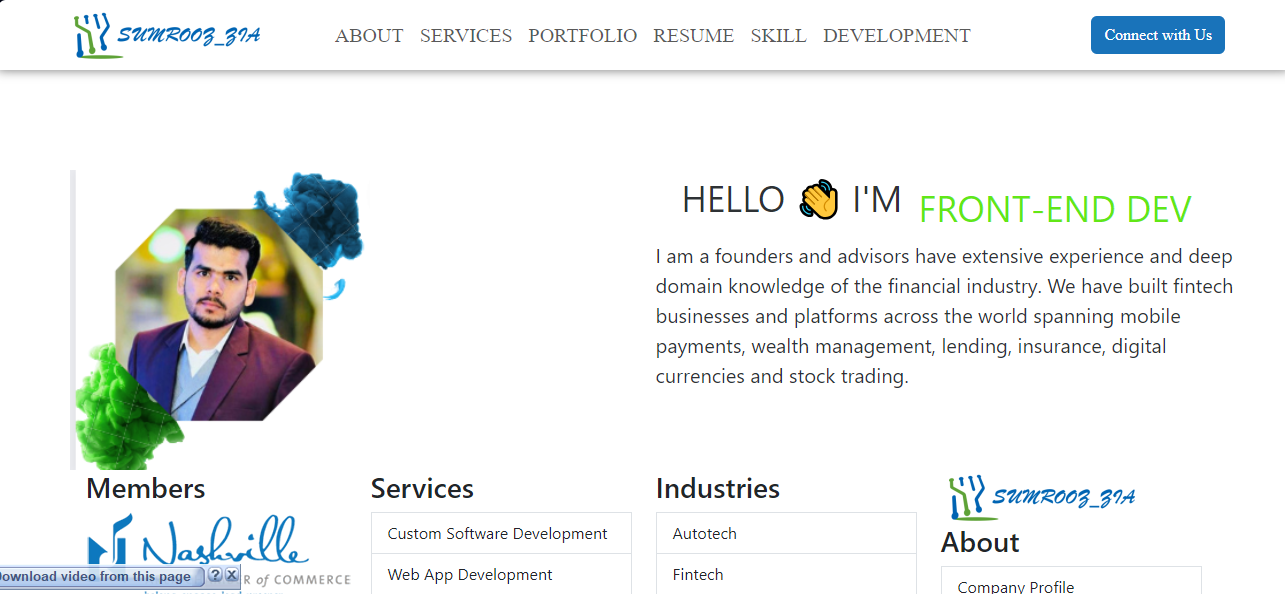 SUMROOZ_ZIA
ABOUT SERVICES PORTFOLIO RESUME SKILL DEVELOPMENT
Connect with Us
HELLO 👋 I'M FRONT-END DEV
I am a founders and advisors have extensive experience and deep
domain knowledge of the financial industry. We have built fintech
businesses and platforms across the world spanning mobile
payments, wealth management, lending, insurance, digital
currencies and stock trading.
Members
Nashville
R of COMMERCE
Download video from this page ? X
Services
Custom Software Development
Web App Development
Industries
Autotech
Fintech
SUMROOZ_ZIA
About
Company Profile